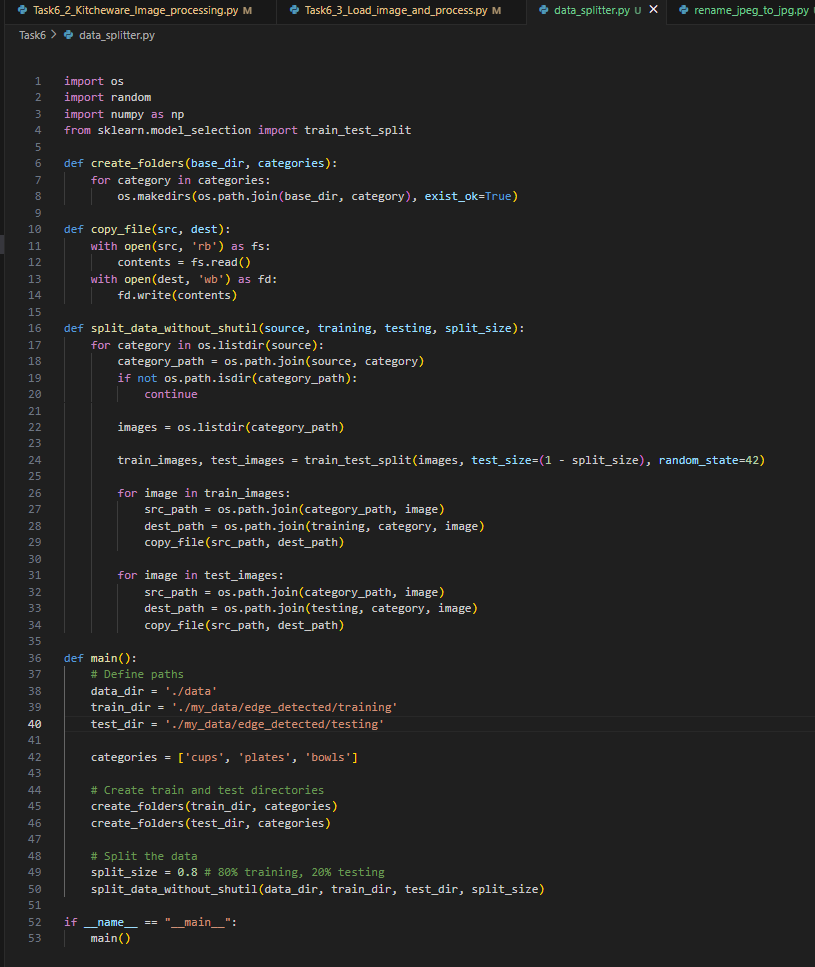 Task6_2_Kitcheware_Image_processing.py M Task6_3_Load_image_and_process.py M data_splitter.py U × rename_jpeg_to_jpg.py
Task6 > data_splitter.py
1 import os
2 import random
3 import numpy as np
4 from sklearn.model_selection import train_test_split
5
6 def create_folders(base_dir, categories):
7     for category in categories:
8         os.makedirs(os.path.join(base_dir, category), exist_ok=True)
9
10 def copy_file(src, dest):
11     with open(src, 'rb') as fs:
12         contents = fs.read()
13     with open(dest, 'wb') as fd:
14         fd.write(contents)
15
16 def split_data_without_shutil(source, training, testing, split_size):
17     for category in os.listdir(source):
18         category_path = os.path.join(source, category)
19         if not os.path.isdir(category_path):
20             continue
21
22         images = os.listdir(category_path)
23
24         train_images, test_images = train_test_split(images, test_size=(1 - split_size), random_state=42)
25
26         for image in train_images:
27             src_path = os.path.join(category_path, image)
28             dest_path = os.path.join(training, category, image)
29             copy_file(src_path, dest_path)
30
31         for image in test_images:
32             src_path = os.path.join(category_path, image)
33             dest_path = os.path.join(testing, category, image)
34             copy_file(src_path, dest_path)
35
36 def main():
37     # Define paths
38     data_dir = './data'
39     train_dir = './my_data/edge_detected/training'
40     test_dir = './my_data/edge_detected/testing'
41
42     categories = ['cups', 'plates', 'bowls']
43
44     # Create train and test directories
45     create_folders(train_dir, categories)
46     create_folders(test_dir, categories)
47
48     # Split the data
49     split_size = 0.8 # 80% training, 20% testing
50     split_data_without_shutil(data_dir, train_dir, test_dir, split_size)
51
52 if __name__ == "__main__":
53     main()